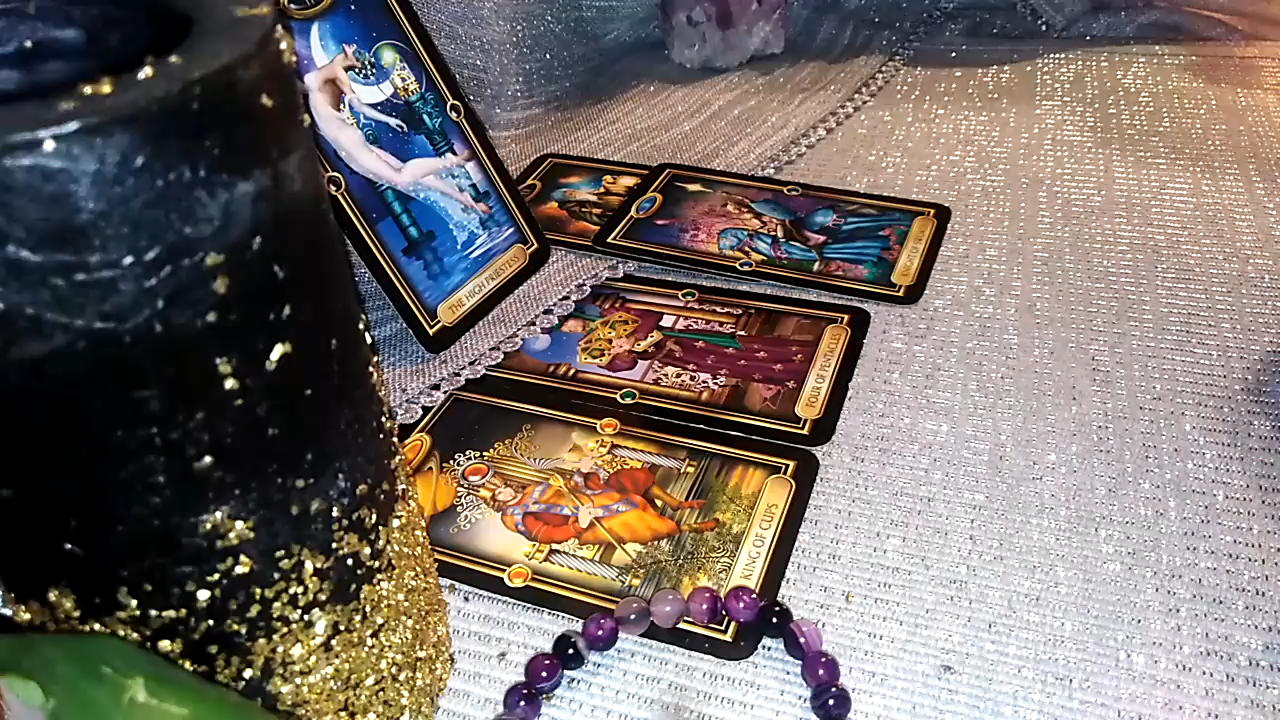 THE HIGH PRIESTESS
FOUR OF PENTACLES
KING OF CUPS